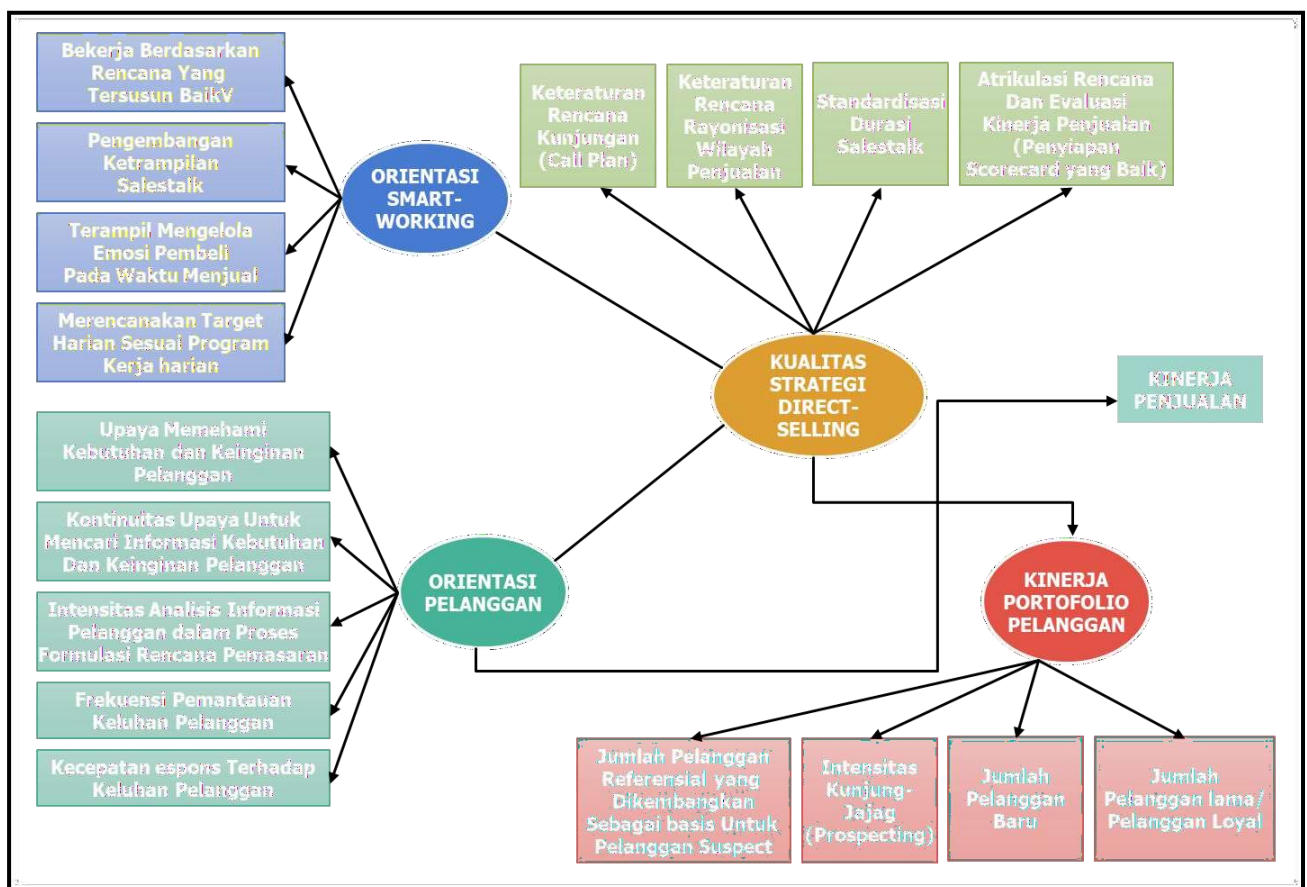 Bekerja Berdasarkan
Rencana Yang
Tersusun BaikV
Pengembangan
Ketrampilan
Salestalk
Terampil Mengelola
Emosi Pembeli
Pada Waktu Menjual
Merencanakan Target
Harian Sesuai Program
Kerja harian
ORIENTASI
SMART-
WORKING
Keteraturan
Rencana
Kunjungan
(Call Plan)
Keteraturan
Rencana
Rayonisasi
Wilayah
Penjualan
Standardisasi
Durasi
Salestalk
Atrikulasi Rencana
Dan Evaluasi
Kinerja Penjualan
(Penyiapan
Scorecard yang Baik)
KUALITAS
STRATEGI
DIRECT-
SELLING
KINERJA
PENJUALAN
Upaya Memehami
Kebutuhan dan Keinginan
Pelanggan
Kontinuitas Upaya Untuk
Mencari Informasi Kebutuhan
Dan Keinginan Pelanggan
Intensitas Analisis Informasi
Pelanggan dalam Proses
Formulasi Rencana Pemasaran
Frekuensi Pemantauan
Keluhan Pelanggan
Kecepatan espons Terhadap
Keluhan Pelanggan
ORIENTASI
PELANGGAN
KINERJA
PORTOFOLIO
PELANGGAN
Jumlah Pelanggan
Referensial yang
Dikembangkan
Sebagai basis Untuk
Pelanggan Suspect
Intensitas
Kunjung-
Jajag
(Prospecting)
Jumlah
Pelanggan
Baru
Jumlah
Pelanggan lama/
Pelanggan Loyal